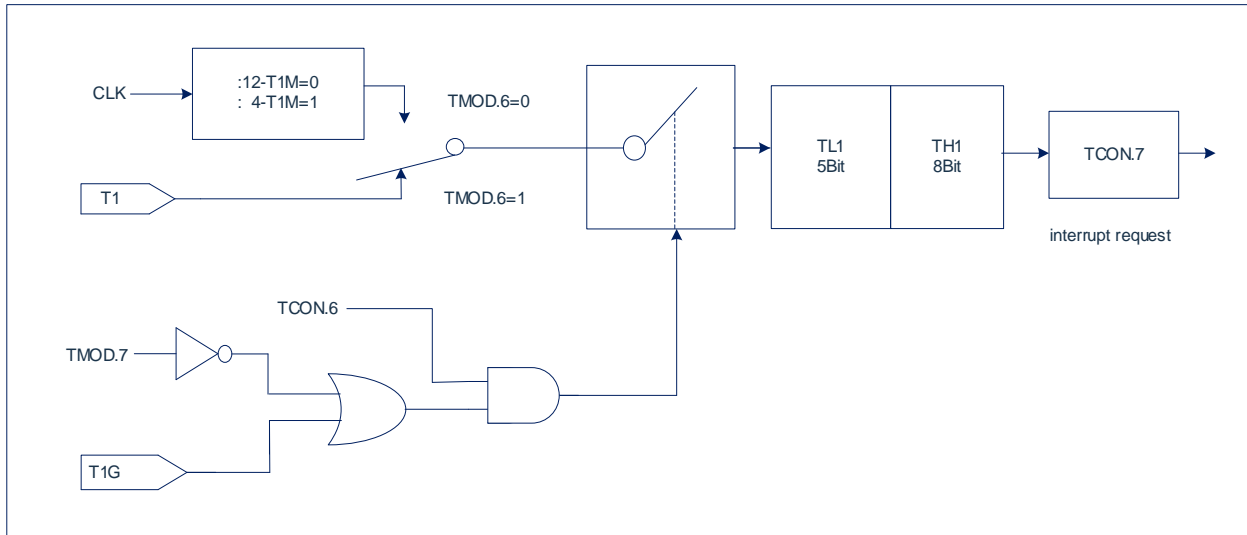 CLK
:12-T1M=0
: 4-T1M=1
TMOD.6=0
T1
TMOD.6=1
TL1
5Bit
TH1
8Bit
TCON.7
interrupt request
TCON.6
TMOD.7
T1G